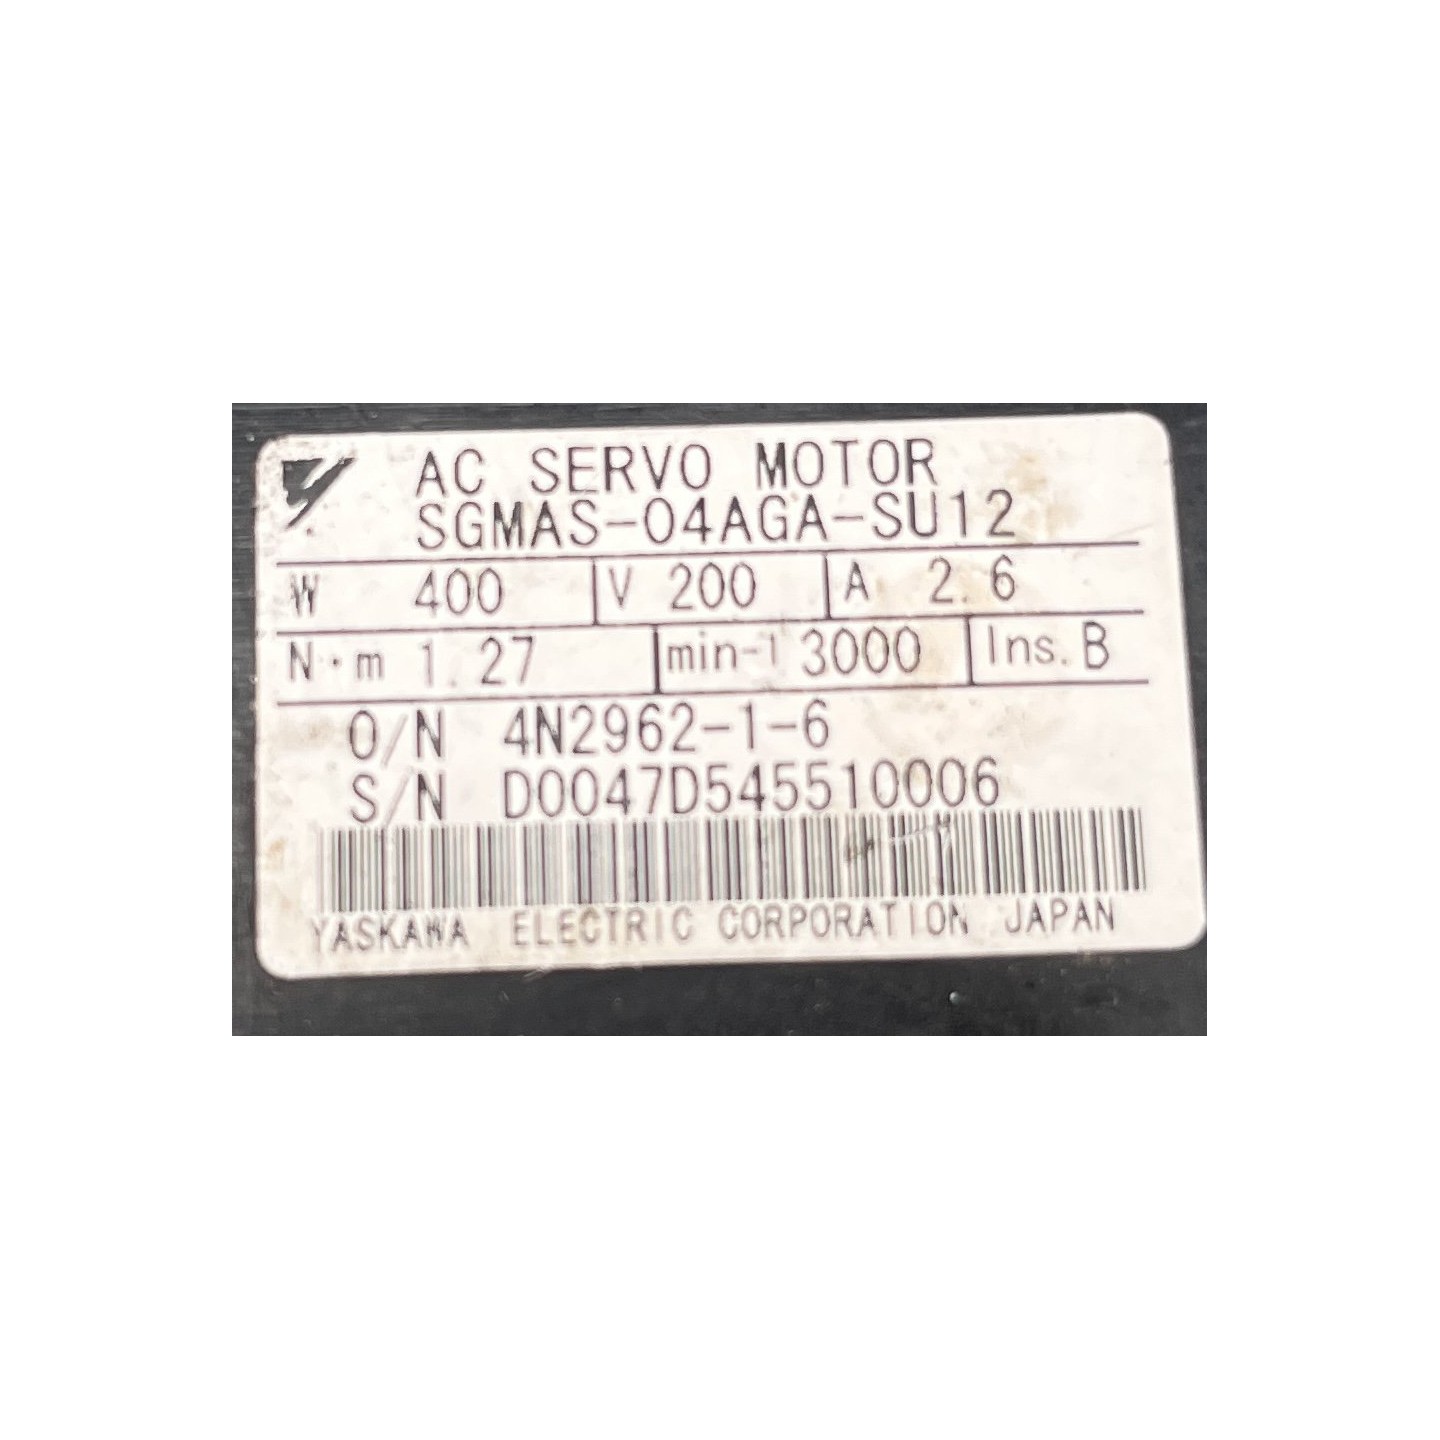 AC SERVO MOTOR
SGMAS-04AGA-SU12
W 400 V 200 A 2.6
N·m 1.27 min-1 3000 Ins. B
O/N 4N2962-1-6
S/N D0047D545510006
YASKAWA ELECTRIC CORPORATION JAPAN